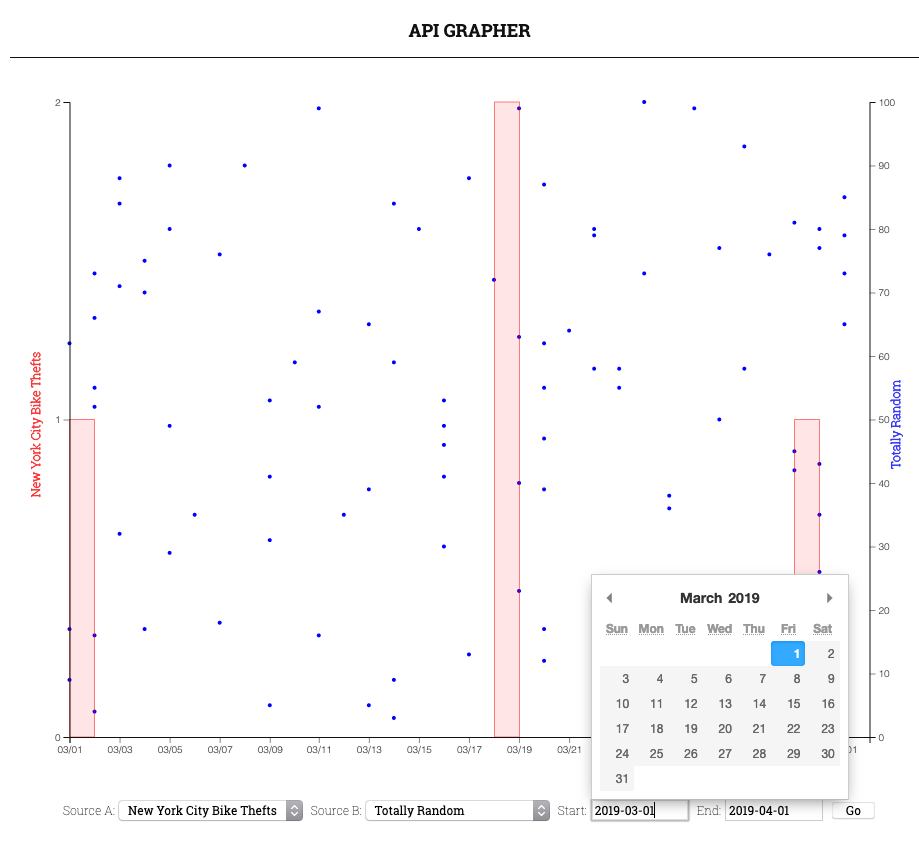 API GRAPHER
2
1
0
New York City Bike Thefts
100
90
80
70
60
50
40
30
20
10
0
Totally Random
03/01 03/03 03/05 03/07 03/09 03/11 03/13 03/15 03/17 03/19 03/21
01
March 2019
Sun Mon Tue Wed Thu Fri Sat
1 2
3 4 5 6 7 8 9
10 11 12 13 14 15 16
17 18 19 20 21 22 23
24 25 26 27 28 29 30
31
Source A: New York City Bike Thefts Source B: Totally Random Start: 2019-03-01 End: 2019-04-01 Go